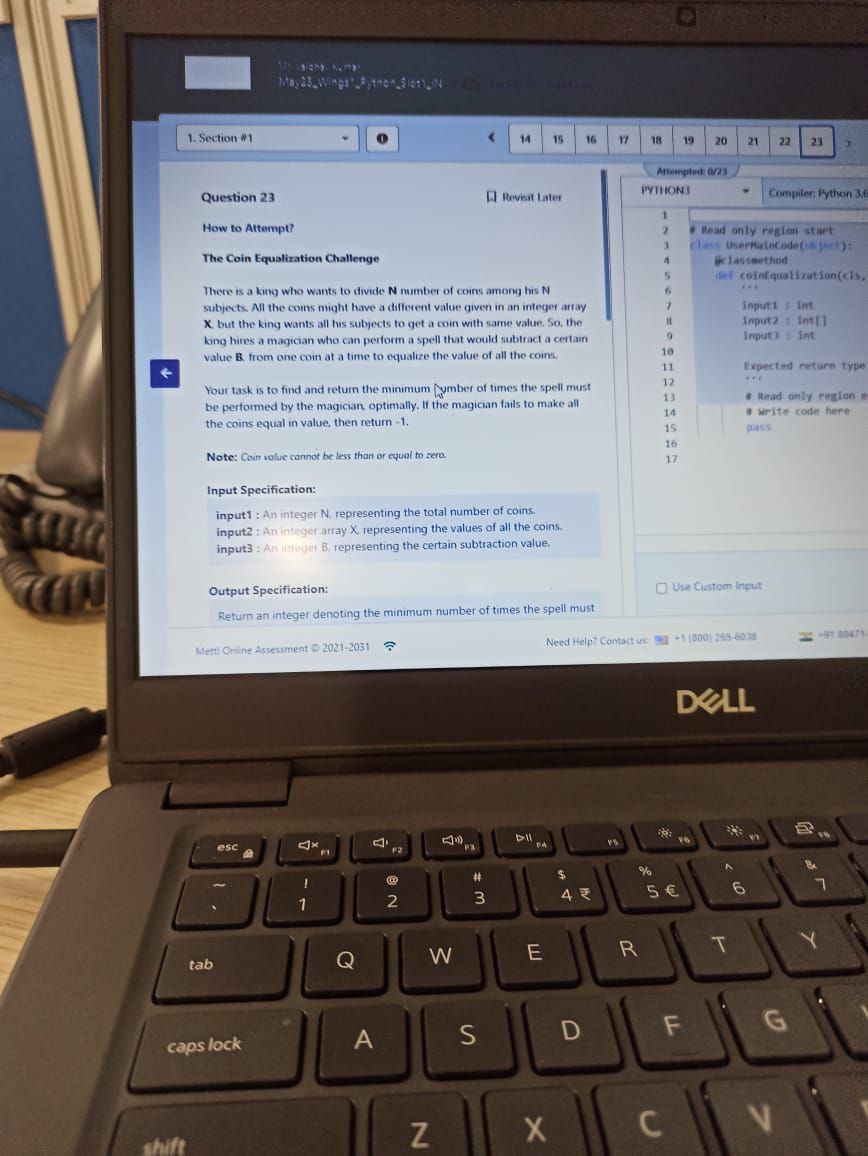 May23_Wings1_Python_Slot1_IN
1. Section #1
14 15 16 17 18 19 20 21 22 23
Attempted: 0/23
Question 23
Revisit Later
How to Attempt?
The Coin Equalization Challenge
There is a king who wants to divide N number of coins among his N
subjects. All the coins might have a different value given in an integer array
X, but the king wants all his subjects to get a coin with same value. So, the
king hires a magician who can perform a spell that would subtract a certain
value B, from one coin at a time to equalize the value of all the coins.
Your task is to find and return the minimum number of times the spell must
be performed by the magician, optimally. If the magician fails to make all
the coins equal in value, then return -1.
Note: Coin value cannot be less than or equal to zero.
Input Specification:
input1 : An integer N, representing the total number of coins.
input2 : An integer array X, representing the values of all the coins.
input3 : An integer B, representing the certain subtraction value.
Output Specification:
Return an integer denoting the minimum number of times the spell must
PYTHON3
Compiler: Python 3.6
1
2 # Read only region start
3 class UserMainCode(object):
4 @classmethod
5 def coinEqualization(cls,
6 '''
7 input1 : int
8 input2 : int[]
9 input3 : int
10
11 Expected return type
12 '''
13 # Read only region e
14 # Write code here
15 pass
16
17
Use Custom Input
Mettl Online Assessment © 2021-2031
Need Help? Contact us: +1 (800) 265-6038
+91 80471-
DELL
esc F1 F2 F3 F4 F5 F6 F7 F8
~ ` ! 1 @ 2 # 3 $ 4 ₹ % 5 € ^ 6 & 7
tab Q W E R T Y
caps lock A S D F G
shift Z X C V